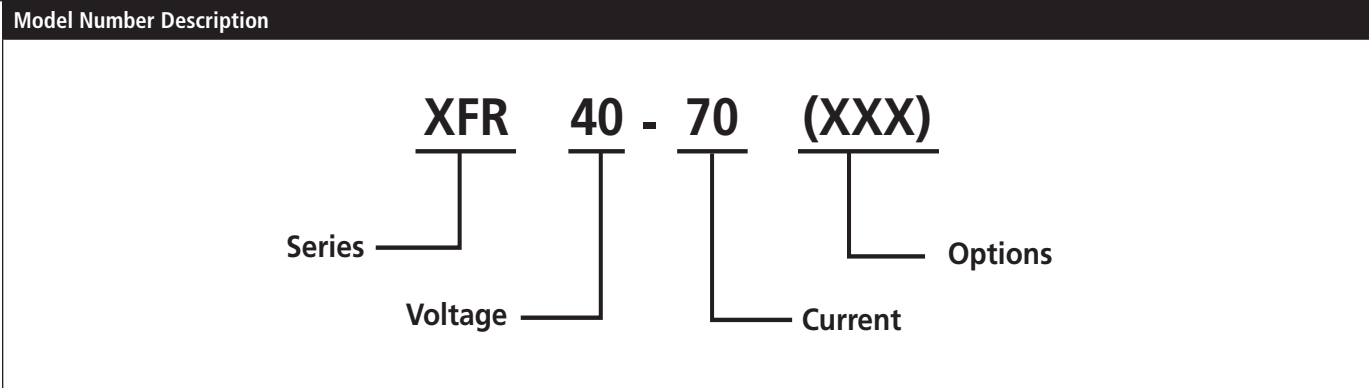 Model Number Description
XFR 40 - 70 (XXX)
Series
Options
Voltage
Current